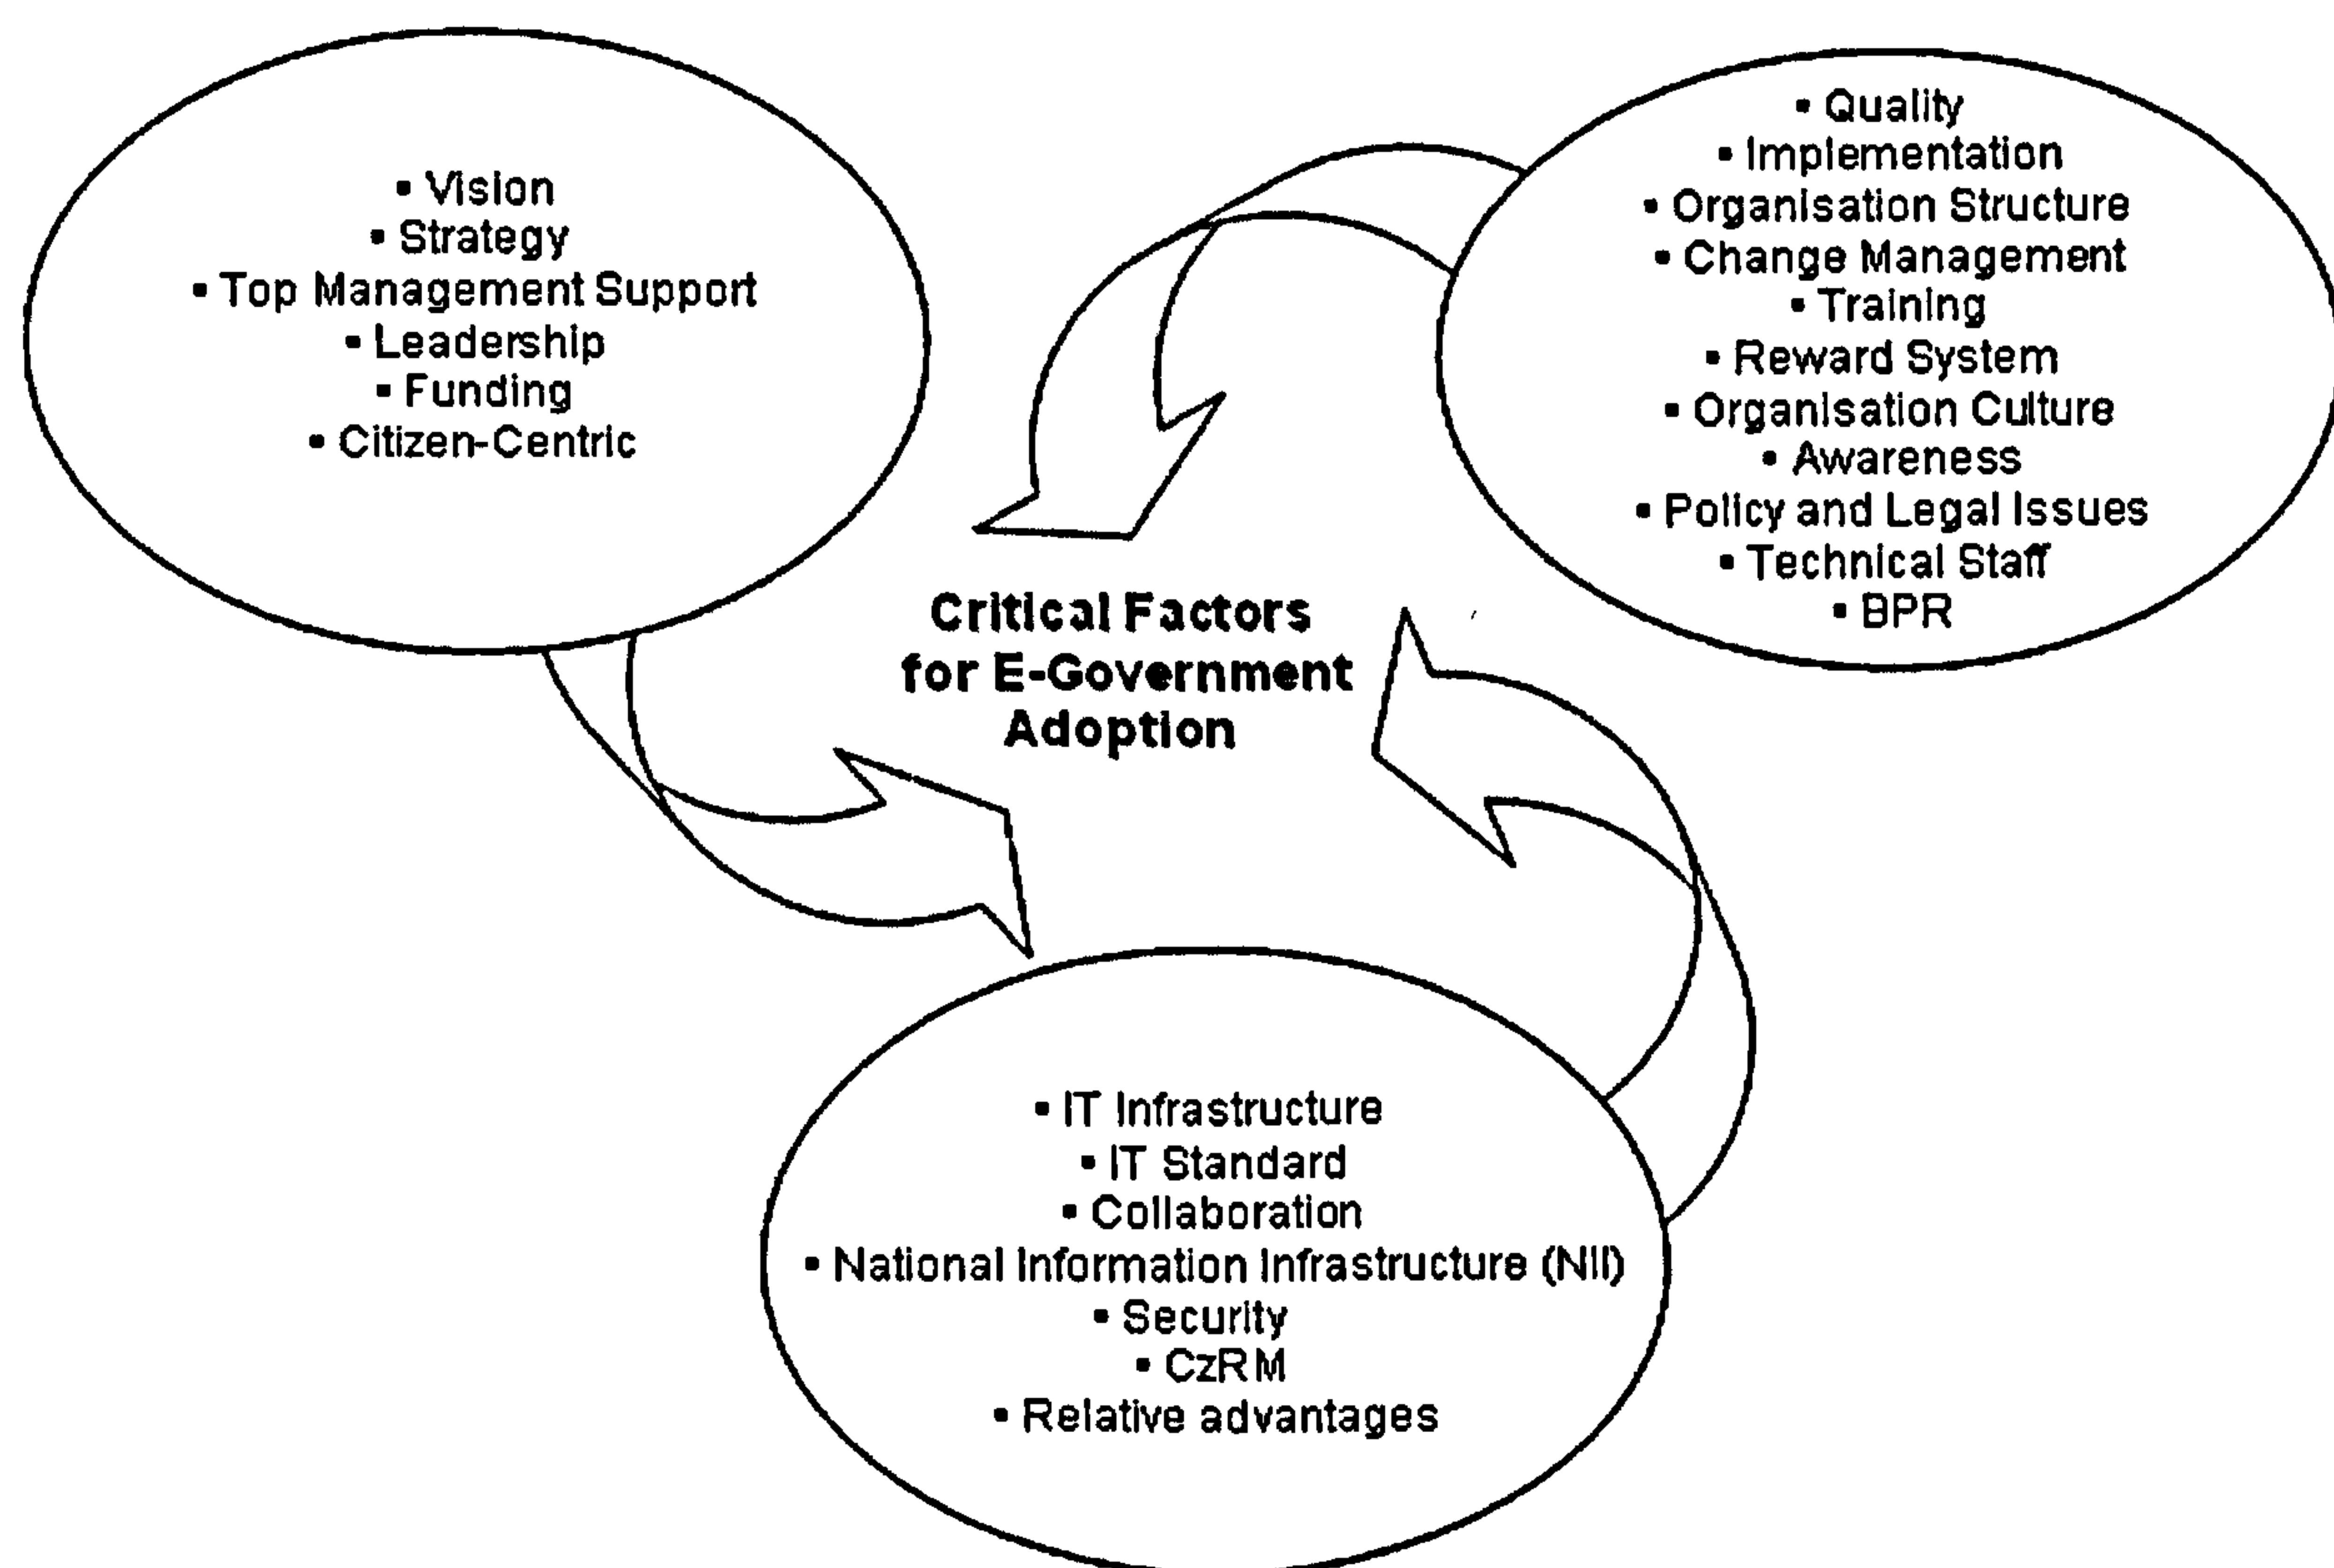 ▪ Vision
▪ Strategy
▪ Top Management Support
▪ Leadership
▪ Funding
▪ Citizen-Centric
▪ Quality
▪ Implementation
▪ Organisation Structure
▪ Change Management
▪ Training
▪ Reward System
▪ Organisation Culture
▪ Awareness
▪ Policy and Legal Issues
▪ Technical Staff
▪ BPR
Critical Factors
for E-Government
Adoption
▪ IT Infrastructure
▪ IT Standard
▪ Collaboration
▪ National Information Infrastructure (NII)
▪ Security
▪ CzRM
▪ Relative advantages